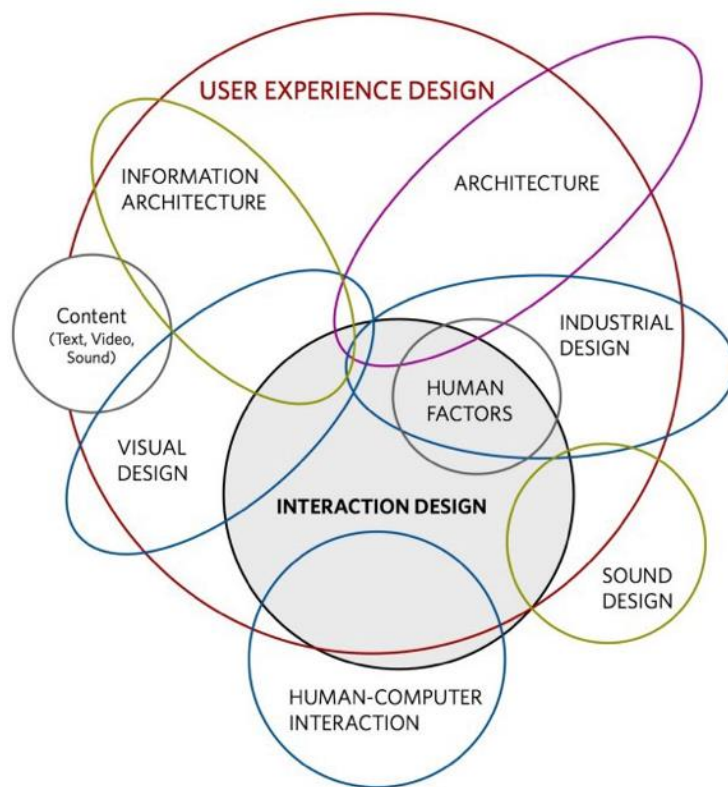 USER EXPERIENCE DESIGN
INFORMATION
ARCHITECTURE
ARCHITECTURE
Content
(Text, Video,
Sound)
INDUSTRIAL
DESIGN
HUMAN
FACTORS
VISUAL
DESIGN
INTERACTION DESIGN
SOUND
DESIGN
HUMAN-COMPUTER
INTERACTION